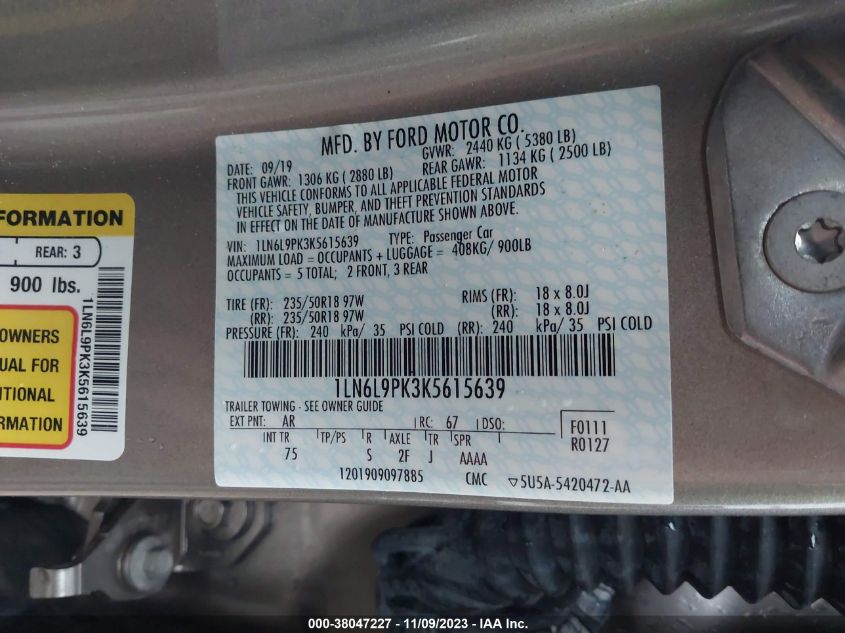 FORMATION
REAR: 3
900 lbs.
OWNERS
UAL FOR
ITIONAL
ORMATION
1LN6L9PK3K5615639
MFD. BY FORD MOTOR CO.
DATE: 09/19 GVWR: 2440 KG ( 5380 LB)
FRONT GAWR: 1306 KG ( 2880 LB) REAR GAWR: 1134 KG ( 2500 LB)
THIS VEHICLE CONFORMS TO ALL APPLICABLE FEDERAL MOTOR
VEHICLE SAFETY, BUMPER, AND THEFT PREVENTION STANDARDS
IN EFFECT ON THE DATE OF MANUFACTURE SHOWN ABOVE.
VIN: 1LN6L9PK3K5615639 TYPE: Passenger Car
MAXIMUM LOAD = OCCUPANTS + LUGGAGE = 408KG/ 900LB
OCCUPANTS = 5 TOTAL; 2 FRONT, 3 REAR
TIRE (FR): 235/50R18 97W RIMS (FR): 18 x 8.0J
(RR): 235/50R18 97W (RR): 18 x 8.0J
PRESSURE (FR): 240 kPa/ 35 PSI COLD (RR): 240 kPa/ 35 PSI COLD
1LN6L9PK3K5615639
TRAILER TOWING - SEE OWNER GUIDE
EXT PNT: AR RC: 67 DSO: F0111
R0127
INT TR TP/PS R AXLE TR SPR
75 S 2F J AAAA
1201909097885 CMC ▽5U5A-5420472-AA
000-38047227 - 11/09/2023 - IAA Inc.